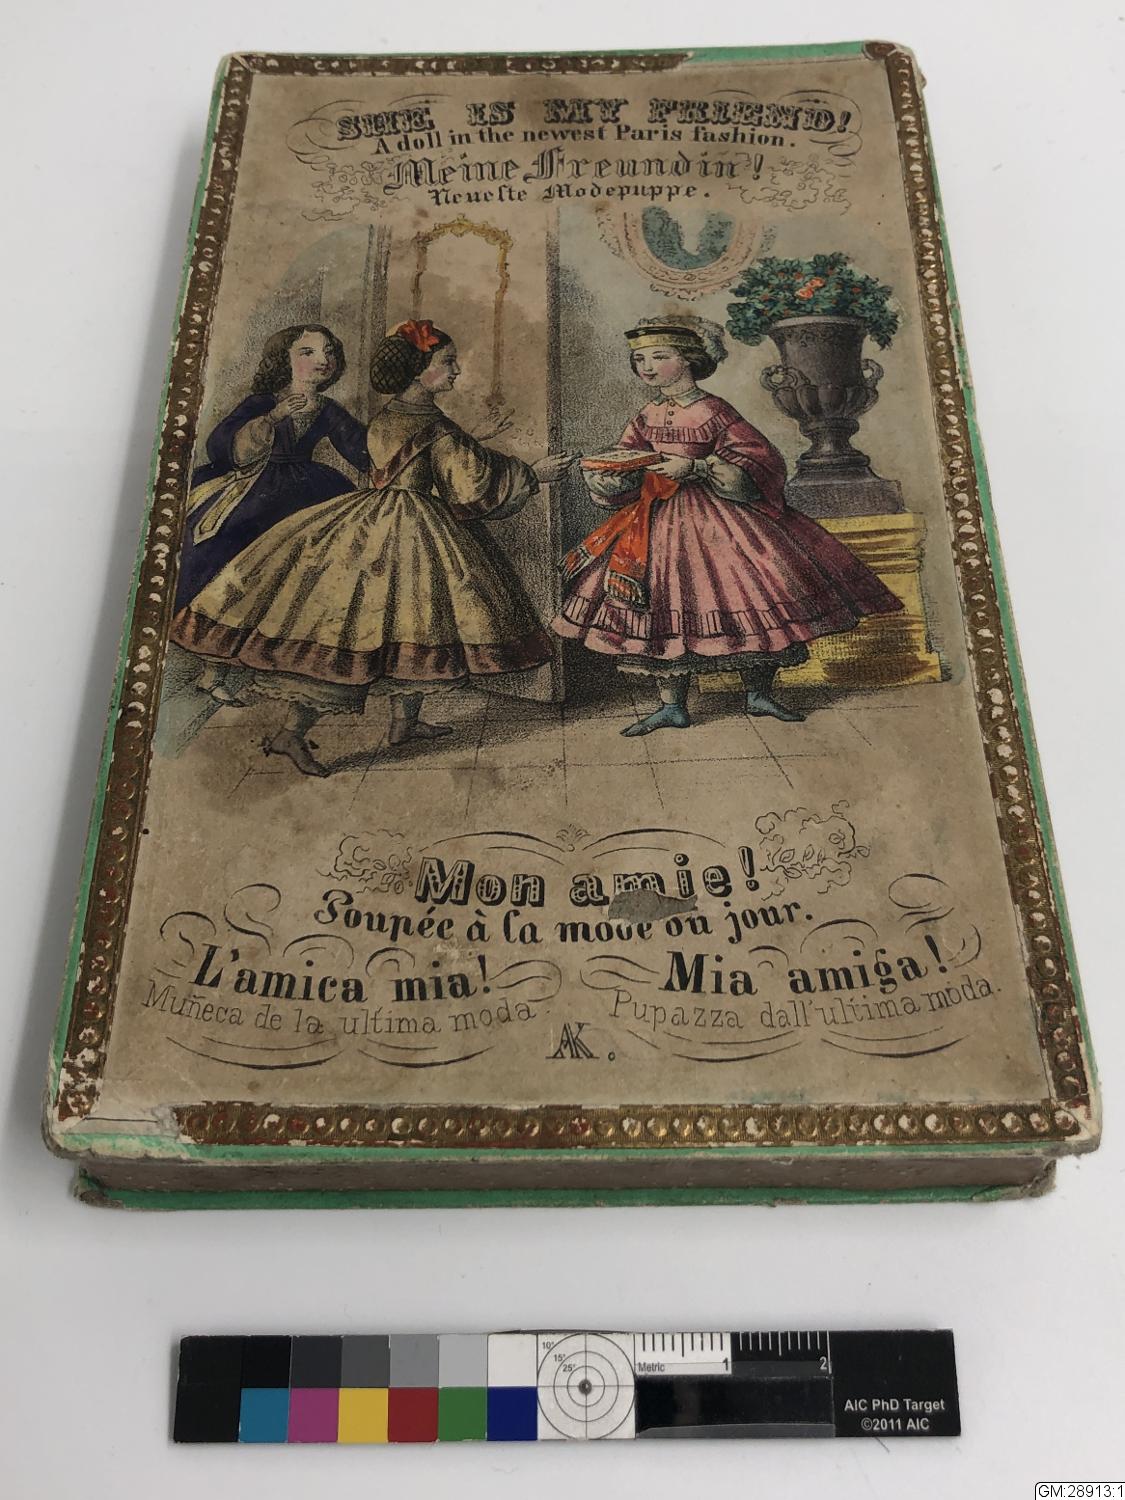 SHE IS MY FRIEND!
A doll in the newest Paris fashion.
Meine Freundin!
Neueste Modepuppe.
Mon amie!
Poupée à la mode ou jour.
L'amica mia!
Mia amiga!
Muñeca de la ultima moda.
Pupazza dall'ultima moda.
AK.
10°
15°
25°
Metric
1
2
AIC PhD Target
©2011 AIC
GM:28913:1